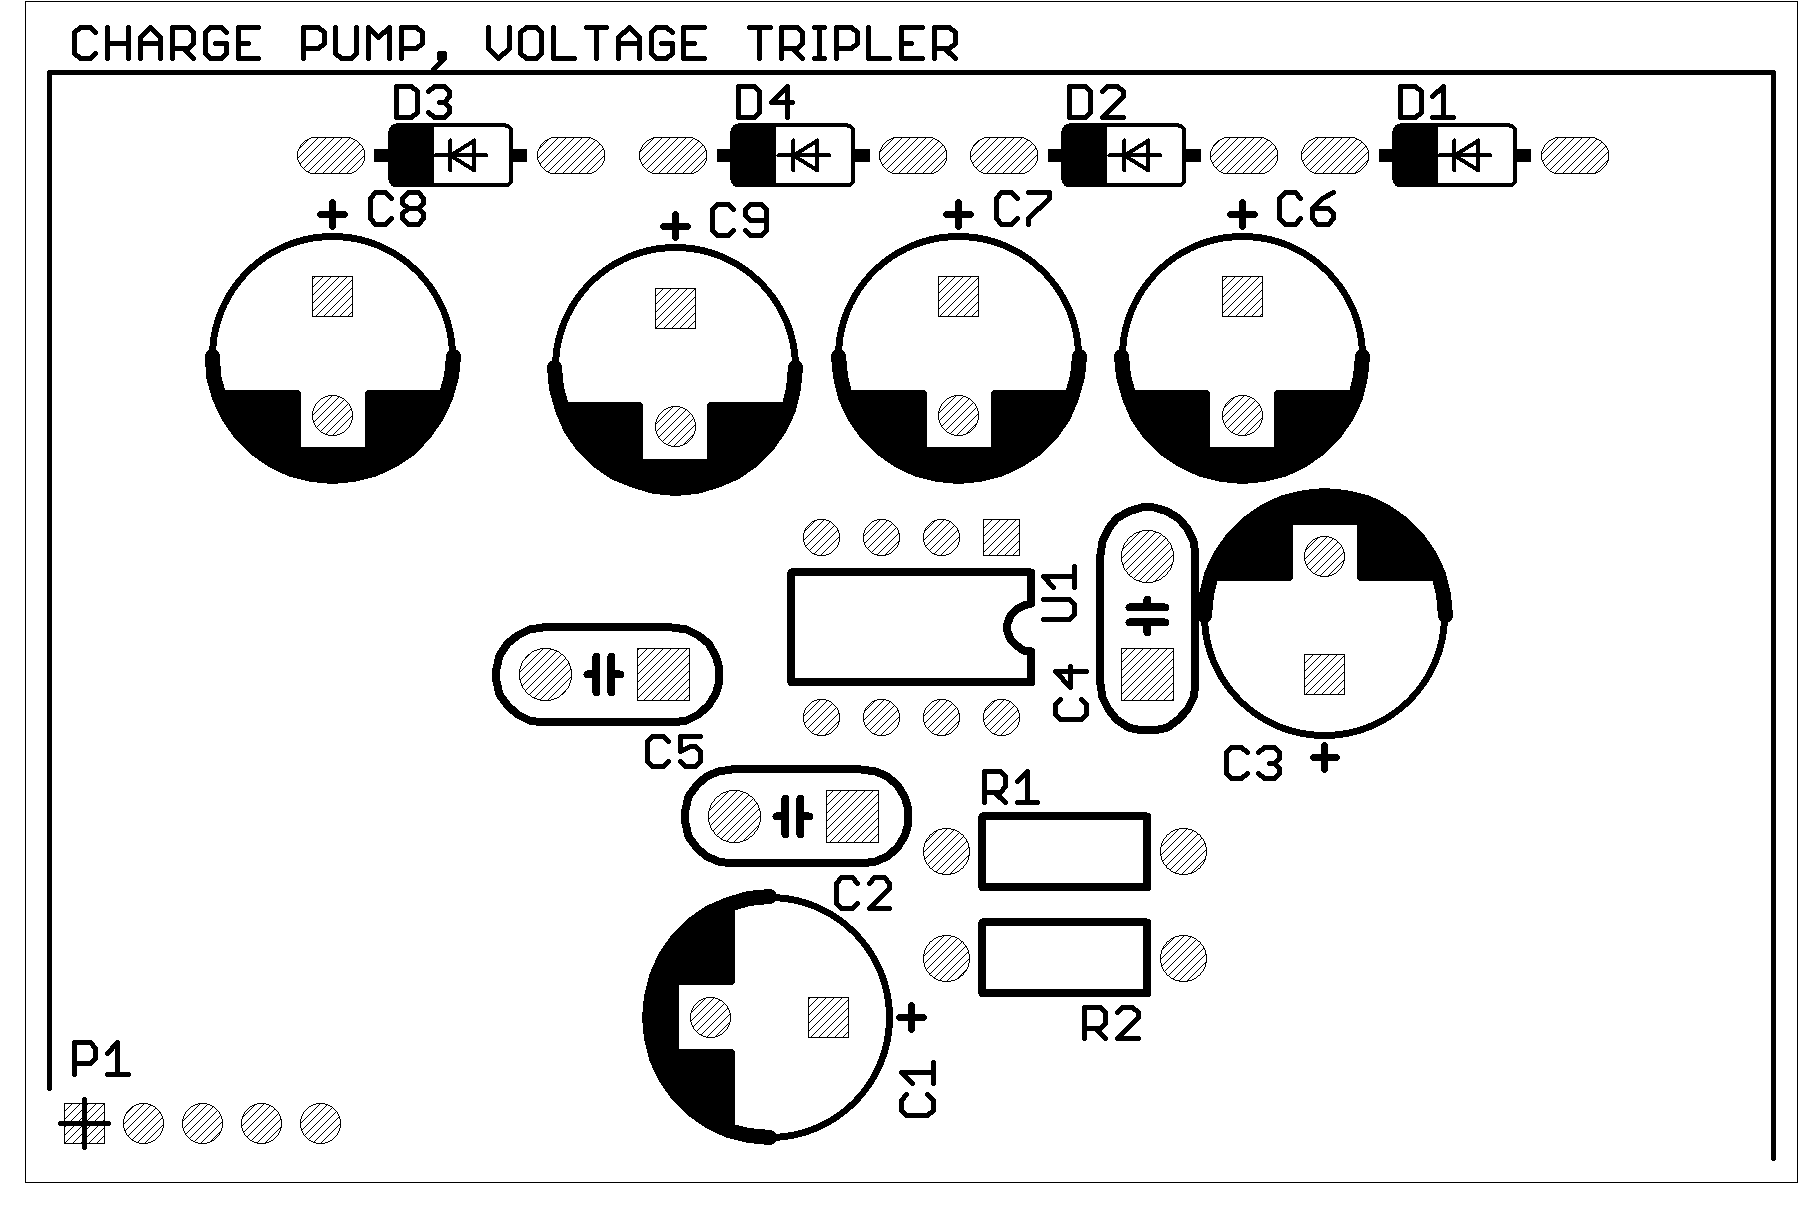 CHARGE PUMP, VOLTAGE TRIPLER
D3 D4 D2 D1
C8 C9 C7 C6
U1
C4
C5
C3
R1
C2
R2
C1
P1